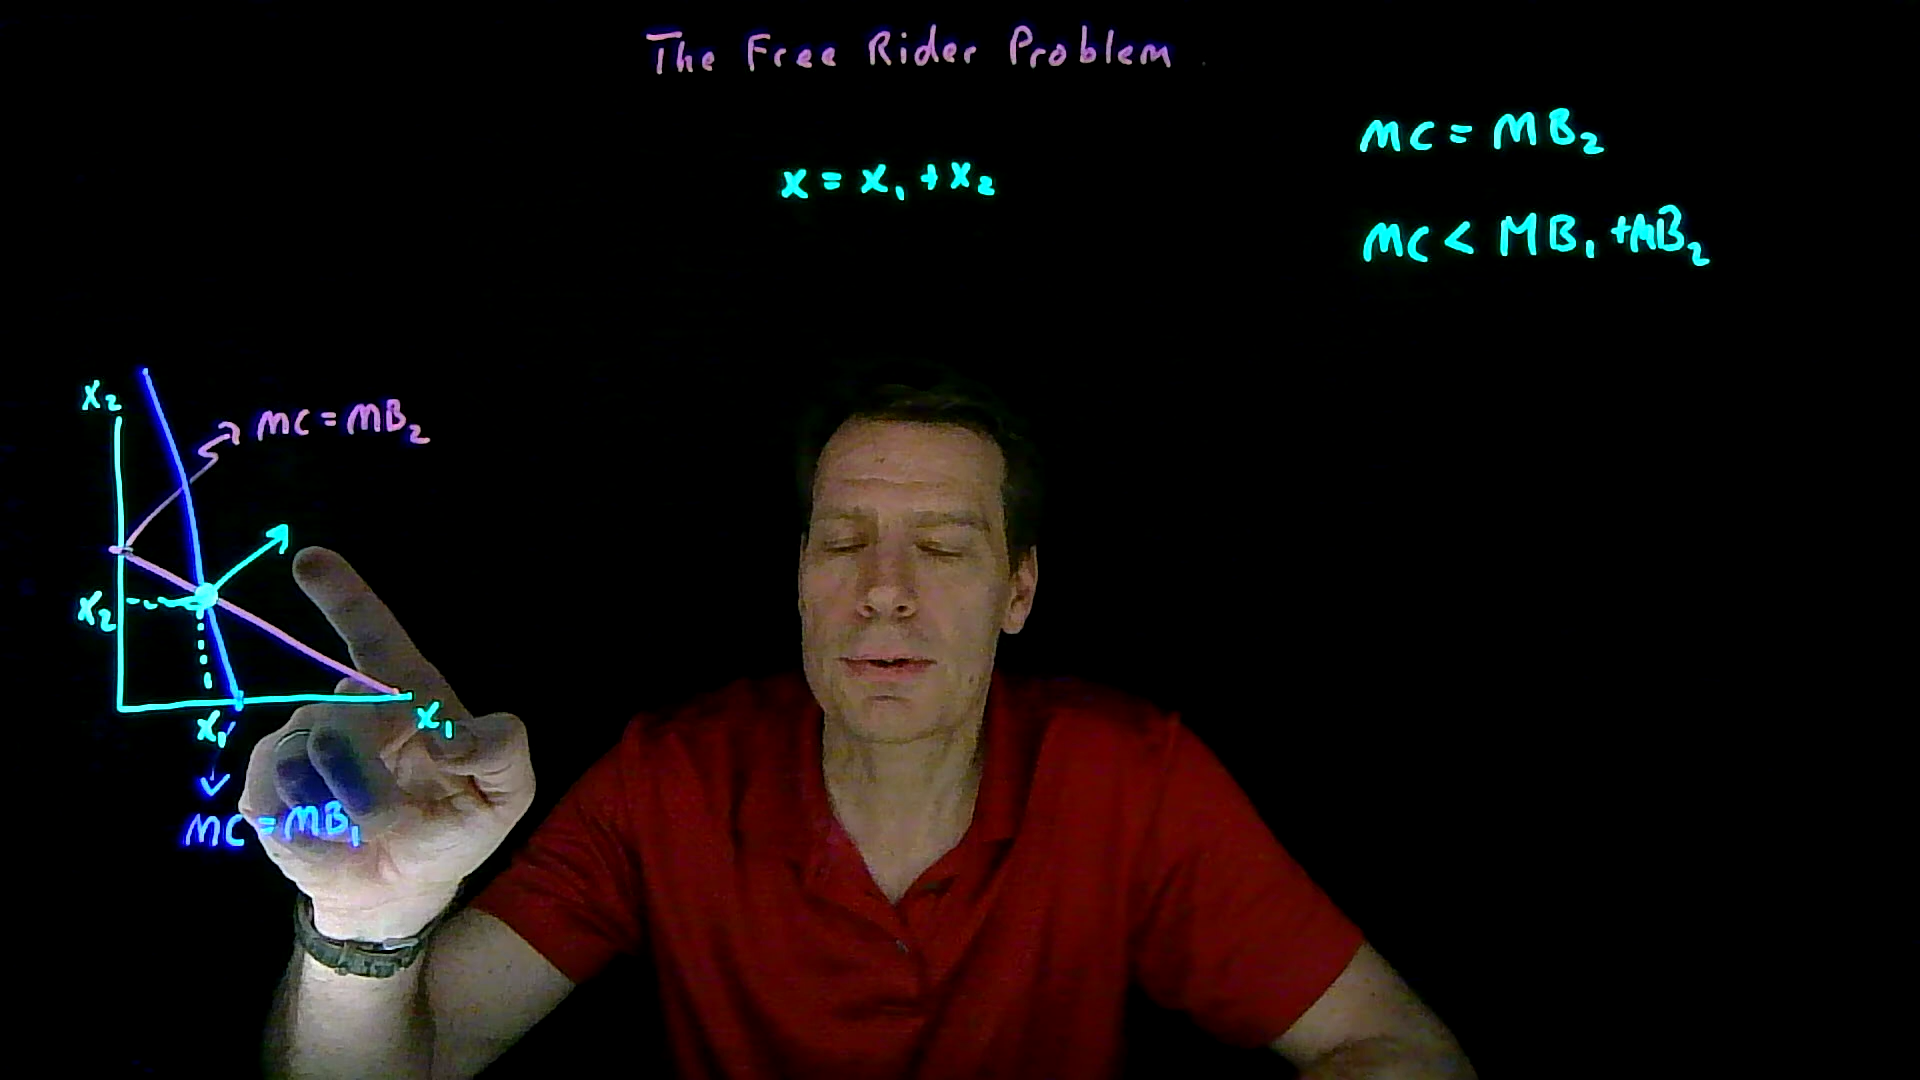 The Free Rider Problem
MC = MB₂
x = x₁ + x₂
MC < MB₁ + MB₂
x₂
MC = MB₂
x₂
x₁
x₁
MC = MB₁